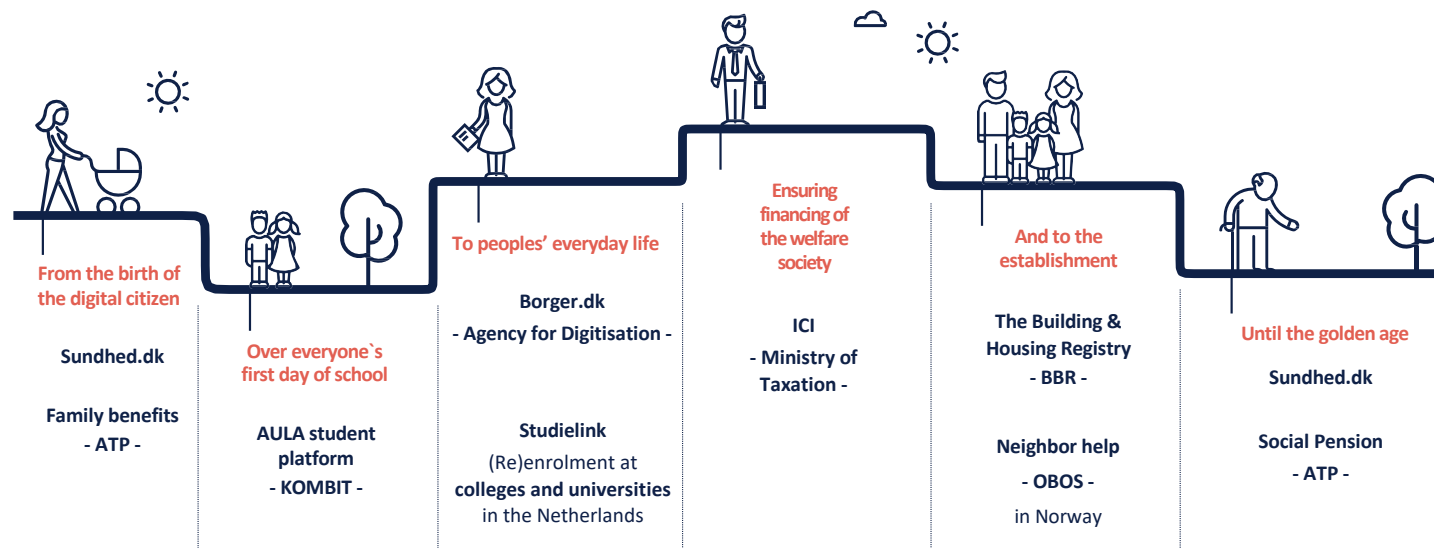 From the birth of
the digital citizen
Sundhed.dk
Family benefits
- ATP -
Over everyone`s
first day of school
AULA student
platform
- KOMBIT -
To peoples’ everyday life
Borger.dk
- Agency for Digitisation -
Studielink
(Re)enrolment at
colleges and universities
in the Netherlands
Ensuring
financing of
the welfare
society
ICI
- Ministry of
Taxation -
And to the
establishment
The Building &
Housing Registry
- BBR -
Neighbor help
- OBOS -
in Norway
Until the golden age
Sundhed.dk
Social Pension
- ATP -